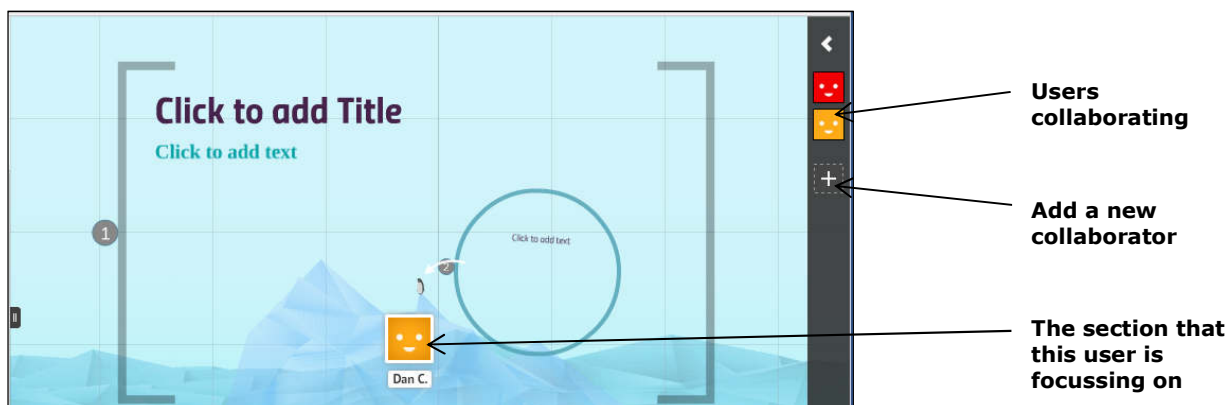 Click to add Title
Click to add text
1
Click to add text
2
Dan C.
Users
collaborating
Add a new
collaborator
The section that
this user is
focussing on